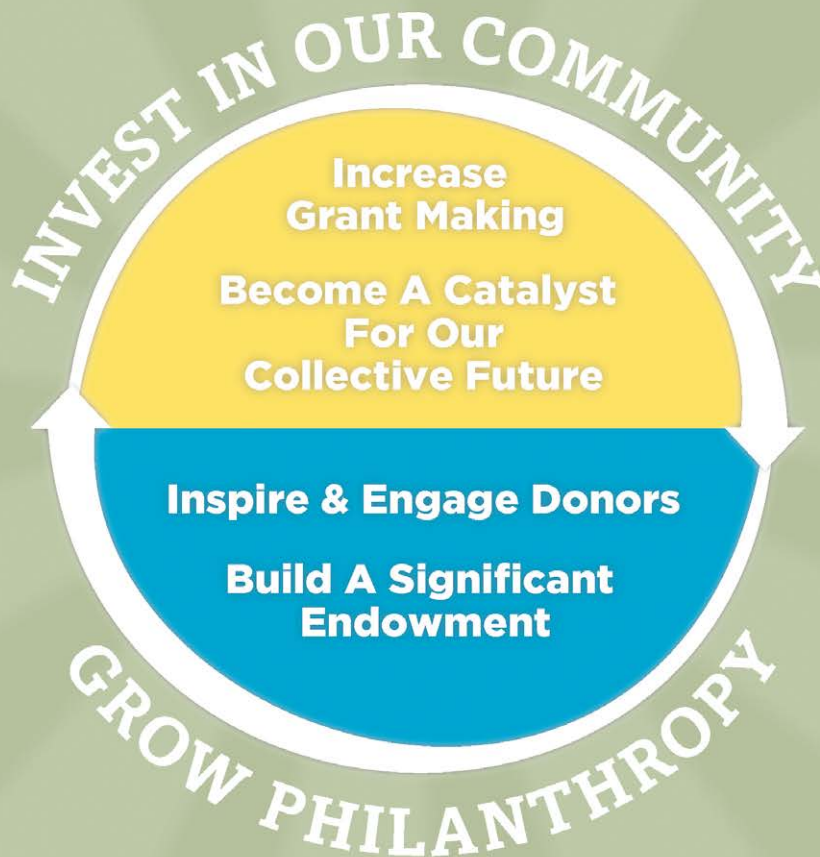 INVEST IN OUR COMMUNITY
Increase
Grant Making
Become A Catalyst
For Our
Collective Future
Inspire & Engage Donors
Build A Significant
Endowment
GROW PHILANTHROPY